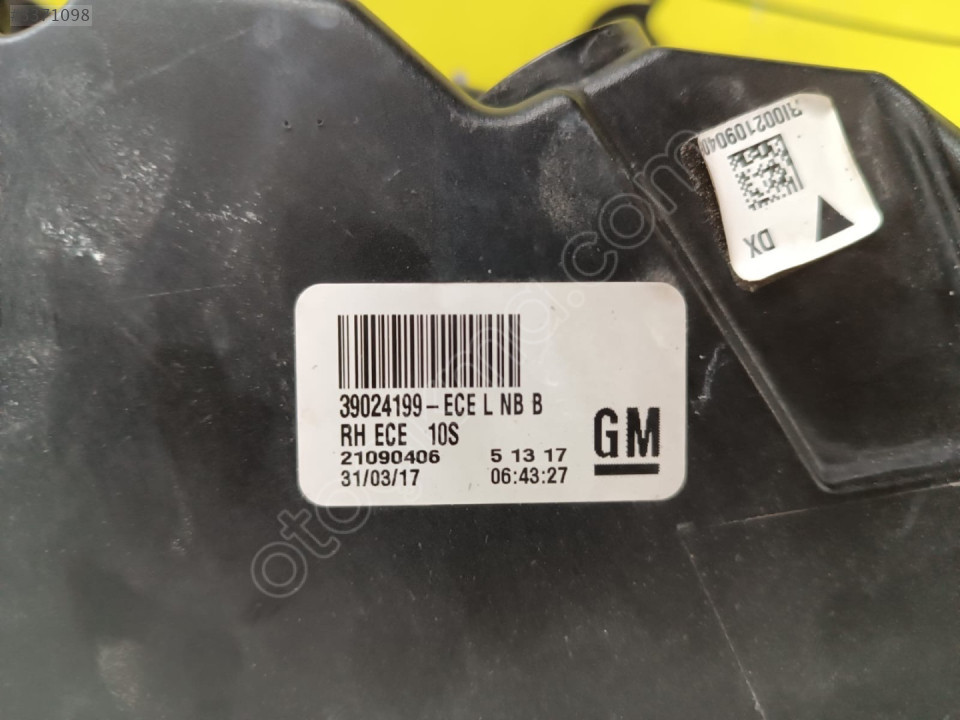 39024199-ECE L NB B
RH ECE 10S
21090406 5 13 17
31/03/17 06:43:27
GM
DX